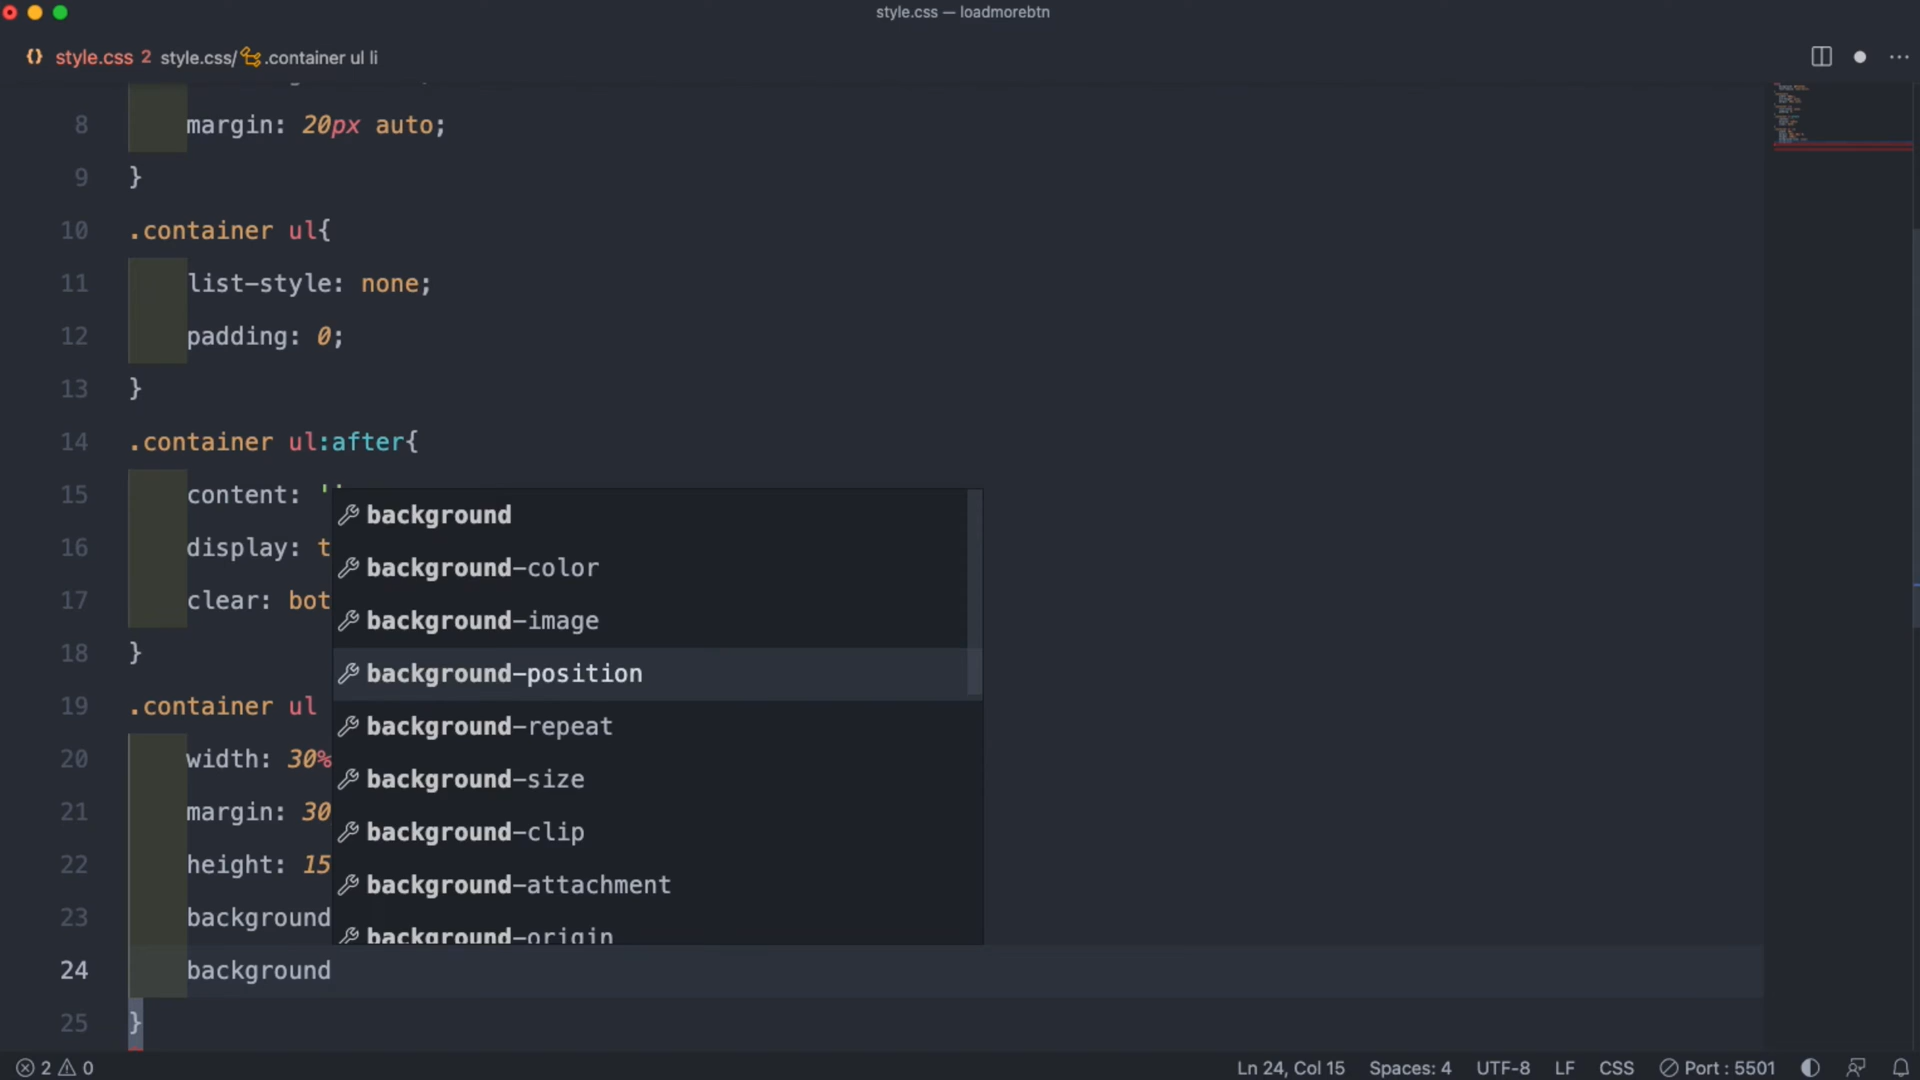 style.css — loadmorebtn
{} style.css 2 style.css/ .container ul li
8 margin: 20px auto;
9 }
10 .container ul{
11 list-style: none;
12 padding: 0;
13 }
14 .container ul:after{
15 content: ''
16 display: t
17 clear: bot
18 }
19 .container ul
20 width: 30%
21 margin: 30
22 height: 15
23 background
24 background
25 }
background
background-color
background-image
background-position
background-repeat
background-size
background-clip
background-attachment
background-origin
2 0 Ln 24, Col 15 Spaces: 4 UTF-8 LF CSS Port : 5501